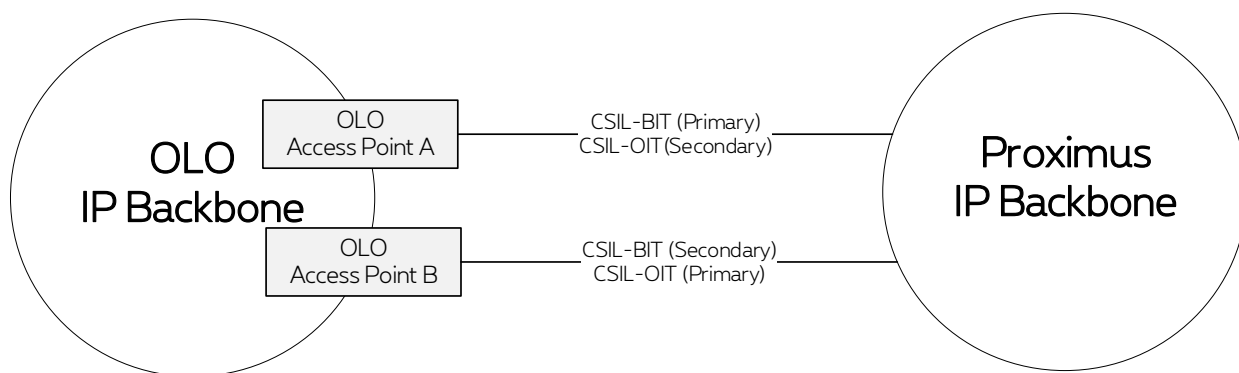 OLO
IP Backbone
OLO
Access Point A
CSIL-BIT (Primary)
CSIL-OIT(Secondary)
OLO
Access Point B
CSIL-BIT (Secondary)
CSIL-OIT (Primary)
Proximus
IP Backbone